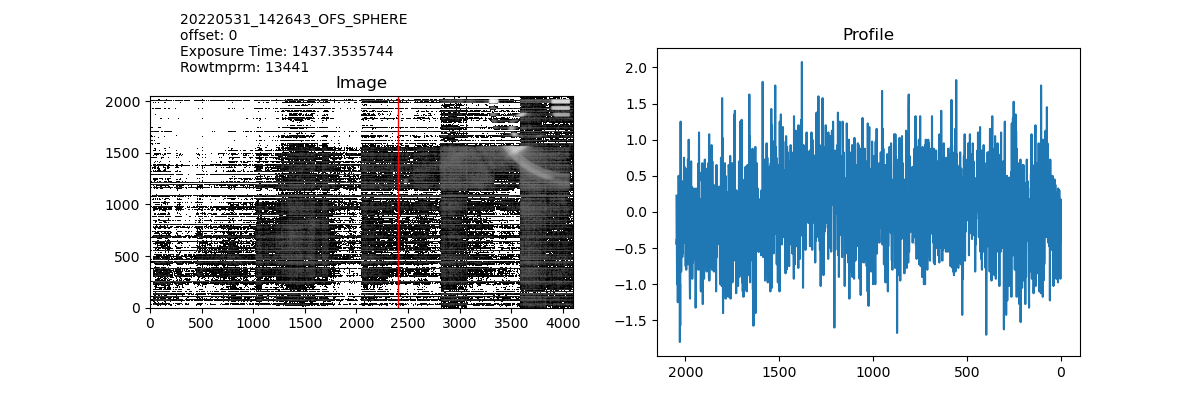 20220531_142643_OFS_SPHERE
offset: 0
Exposure Time: 1437.3535744
Rowtmprm: 13441
Image
Profile
2000
1500
1000
500
0
0 500 1000 1500 2000 2500 3000 3500 4000
2.0
1.5
1.0
0.5
0.0
−0.5
−1.0
−1.5
2000 1500 1000 500 0